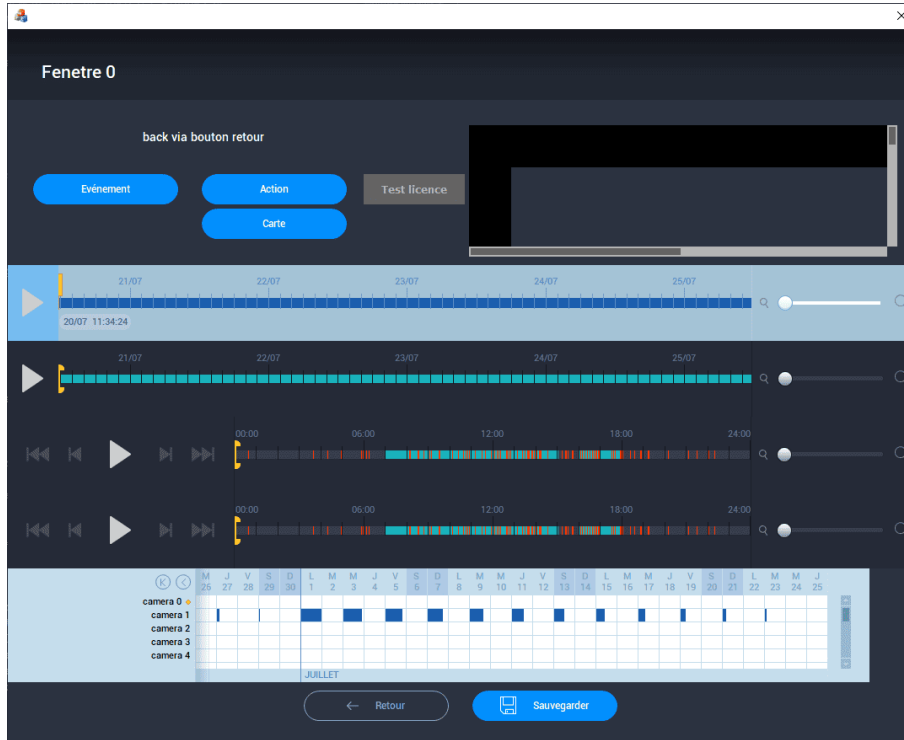 Fenetre 0
back via bouton retour
Evénement
Action
Test licence
Carte
21/07 22/07 23/07 24/07 25/07
20/07 11:34:24
21/07 22/07 23/07 24/07 25/07
00:00 06:00 12:00 18:00 24:00
00:00 06:00 12:00 18:00 24:00
M J V S D L M M J V S D L M M J V S D L M M J V S D L M M J
26 27 28 29 30 1 2 3 4 5 6 7 8 9 10 11 12 13 14 15 16 17 18 19 20 21 22 23 24 25
camera 0
camera 1
camera 2
camera 3
camera 4
JUILLET
Retour
Sauvegarder